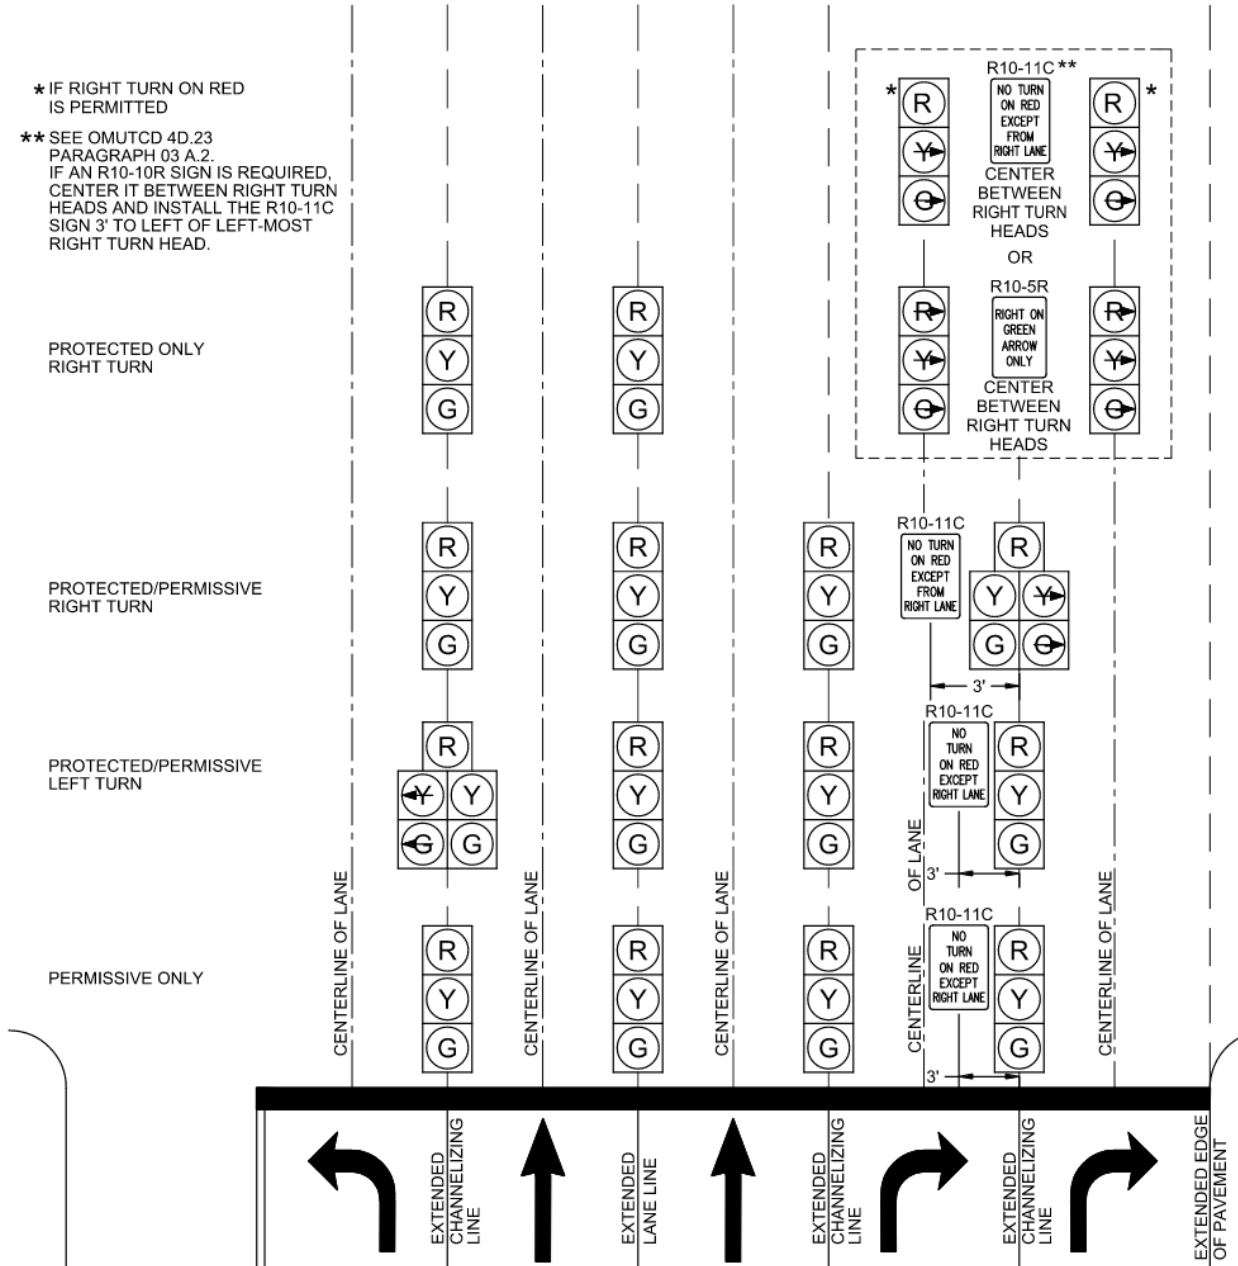 * IF RIGHT TURN ON RED
IS PERMITTED
** SEE OMUTCD 4D.23
PARAGRAPH 03 A.2.
IF AN R10-10R SIGN IS REQUIRED,
CENTER IT BETWEEN RIGHT TURN
HEADS AND INSTALL THE R10-11C
SIGN 3' TO LEFT OF LEFT-MOST
RIGHT TURN HEAD.
R10-11C **
* R
NO TURN
ON RED
EXCEPT
FROM
RIGHT LANE
R *
Y
Y
G
G
CENTER
BETWEEN
RIGHT TURN
HEADS
OR
PROTECTED ONLY
RIGHT TURN
R
Y
G
R
Y
G
R10-5R
R
Y
G
RIGHT ON
GREEN
ARROW
ONLY
R
Y
G
CENTER
BETWEEN
RIGHT TURN
HEADS
PROTECTED/PERMISSIVE
RIGHT TURN
R
Y
G
R
Y
G
R
Y
G
R10-11C
NO TURN
ON RED
EXCEPT
FROM
RIGHT LANE
R
Y Y
G G
3'
PROTECTED/PERMISSIVE
LEFT TURN
R
Y Y
G G
R
Y
G
R
Y
G
R10-11C
NO
TURN
ON RED
EXCEPT
RIGHT LANE
R
Y
G
3'
PERMISSIVE ONLY
R
Y
G
R
Y
G
R
Y
G
R10-11C
NO
TURN
ON RED
EXCEPT
RIGHT LANE
R
Y
G
3'
CENTERLINE OF LANE
CENTERLINE OF LANE
CENTERLINE OF LANE
CENTERLINE OF LANE
CENTERLINE OF LANE
EXTENDED
CHANNELIZING
LINE
EXTENDED
LANE LINE
EXTENDED
CHANNELIZING
LINE
EXTENDED
CHANNELIZING
LINE
EXTENDED EDGE
OF PAVEMENT